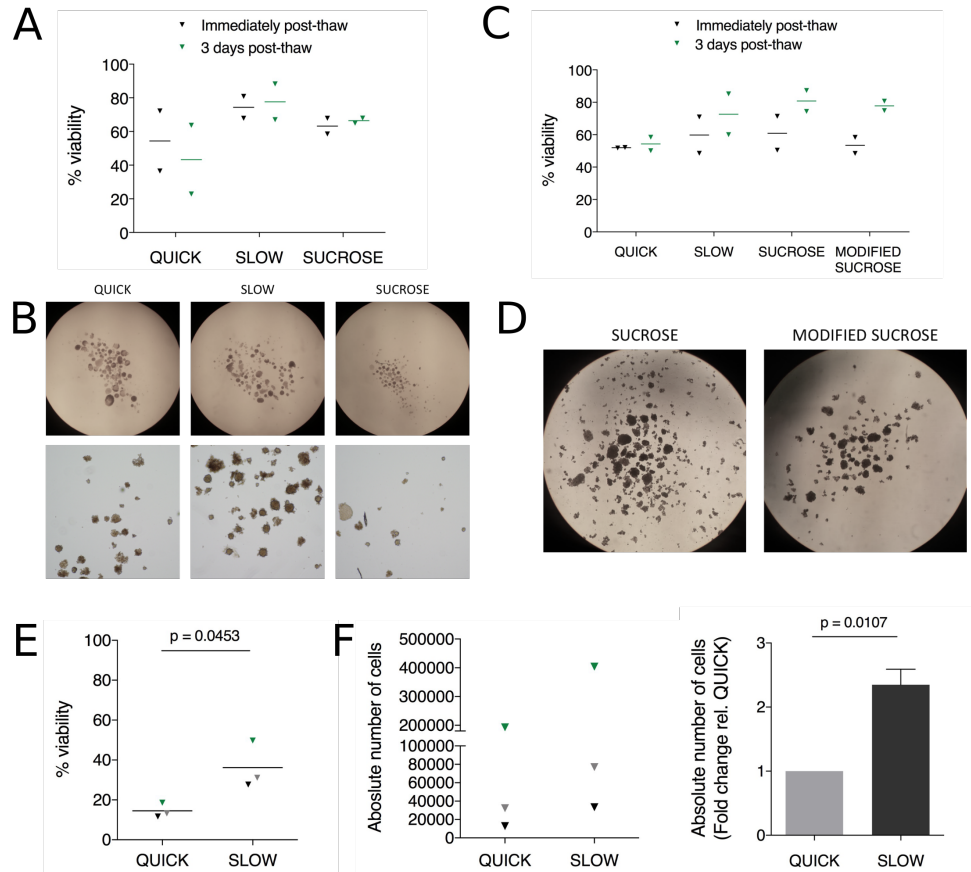 A
Immediately post-thaw
3 days post-thaw
% viability
100
80
60
40
20
0
QUICK
SLOW
SUCROSE
C
Immediately post-thaw
3 days post-thaw
% viability
100
80
60
40
20
0
QUICK
SLOW
SUCROSE
MODIFIED
SUCROSE
B
QUICK
SLOW
SUCROSE
D
SUCROSE
MODIFIED SUCROSE
E
p = 0.0453
% viability
100
80
60
40
20
0
QUICK
SLOW
F
Aboslute number of cells
500000
400000
300000
200000
100000
80000
60000
40000
20000
0
QUICK
SLOW
p = 0.0107
Absolute number of cells
(Fold change rel. QUICK)
3
2
1
0
QUICK
SLOW